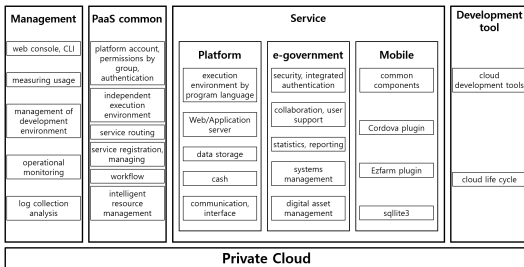 Management
web console, CLI
measuring usage
management of
development
environment
operational
monitoring
log collection
analysis
PaaS common
platform account,
permissions by
group,
authentication
independent
execution
environment
service routing
service registration,
managing
workflow
intelligent
resource
management
Service
Platform
execution
environment by
program language
Web/Application
server
data storage
cash
communication,
interface
e-government
security, integrated
authentication
collaboration, user
support
statistics, reporting
systems
management
digital asset
management
Mobile
common
components
Cordova plugin
Ezfarm plugin
sqllite3
Development
tool
cloud
development tools
cloud life cycle
Private Cloud